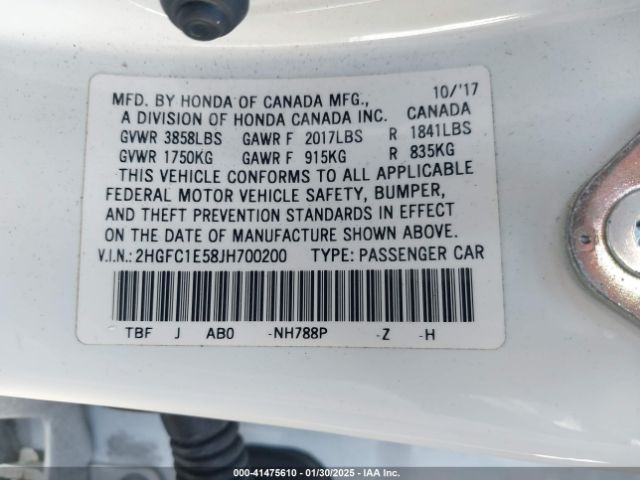 MFD. BY HONDA OF CANADA MFG., 10/'17
A DIVISION OF HONDA CANADA INC. CANADA
GVWR 3858LBS GAWR F 2017LBS R 1841LBS
GVWR 1750KG GAWR F 915KG R 835KG
THIS VEHICLE CONFORMS TO ALL APPLICABLE
FEDERAL MOTOR VEHICLE SAFETY, BUMPER,
AND THEFT PREVENTION STANDARDS IN EFFECT
ON THE DATE OF MANUFACTURE SHOWN ABOVE.
V.I.N.: 2HGFC1E58JH700200 TYPE: PASSENGER CAR
TBF J AB0 -NH788P -Z -H
000-41475610 - 01/30/2025 - IAA Inc.